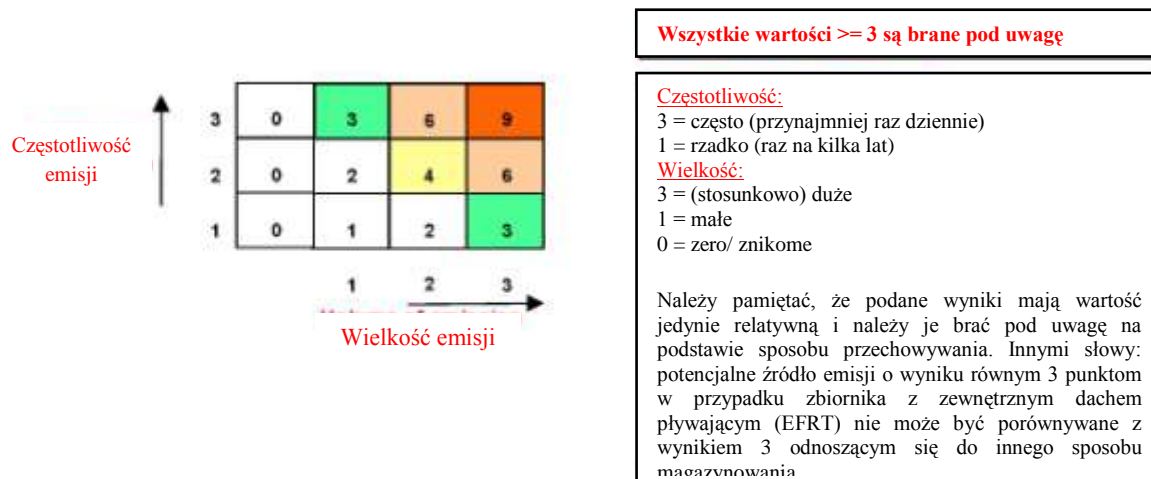 Wszystkie wartości >= 3 są brane pod uwagę
Częstotliwość
emisji
3 0 3 6 9
2 0 2 4 6
1 0 1 2 3
1 2 3
Wielkość emisji
Częstotliwość:
3 = często (przynajmniej raz dziennie)
1 = rzadko (raz na kilka lat)
Wielkość:
3 = (stosunkowo) duże
1 = małe
0 = zero/ znikome
Należy pamiętać, że podane wyniki mają wartość
jedynie relatywną i należy je brać pod uwagę na
podstawie sposobu przechowywania. Innymi słowy:
potencjalne źródło emisji o wyniku równym 3 punktom
w przypadku zbiornika z zewnętrznym dachem
pływającym (EFRT) nie może być porównywane z
wynikiem 3 odnoszącym się do innego sposobu
magazynowania